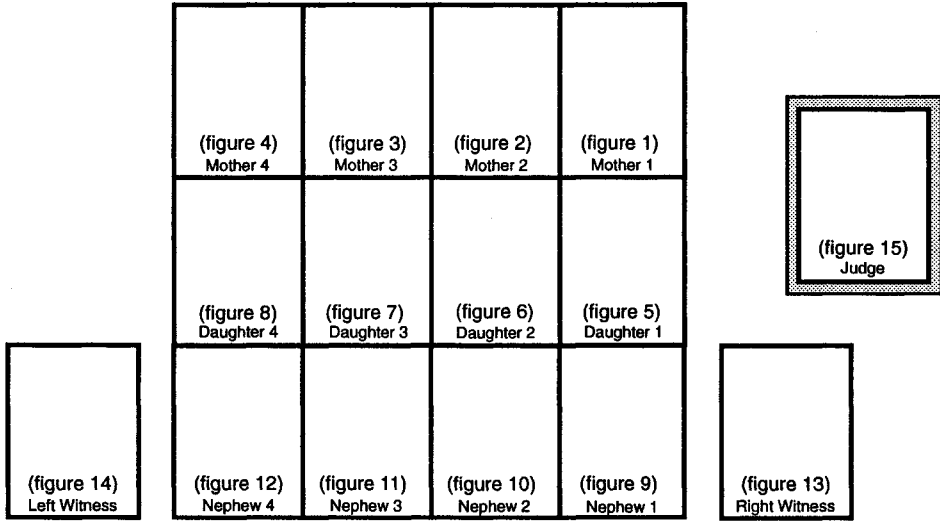 (figure 4)
Mother 4
(figure 3)
Mother 3
(figure 2)
Mother 2
(figure 1)
Mother 1
(figure 15)
Judge
(figure 8)
Daughter 4
(figure 7)
Daughter 3
(figure 6)
Daughter 2
(figure 5)
Daughter 1
(figure 14)
Left Witness
(figure 12)
Nephew 4
(figure 11)
Nephew 3
(figure 10)
Nephew 2
(figure 9)
Nephew 1
(figure 13)
Right Witness